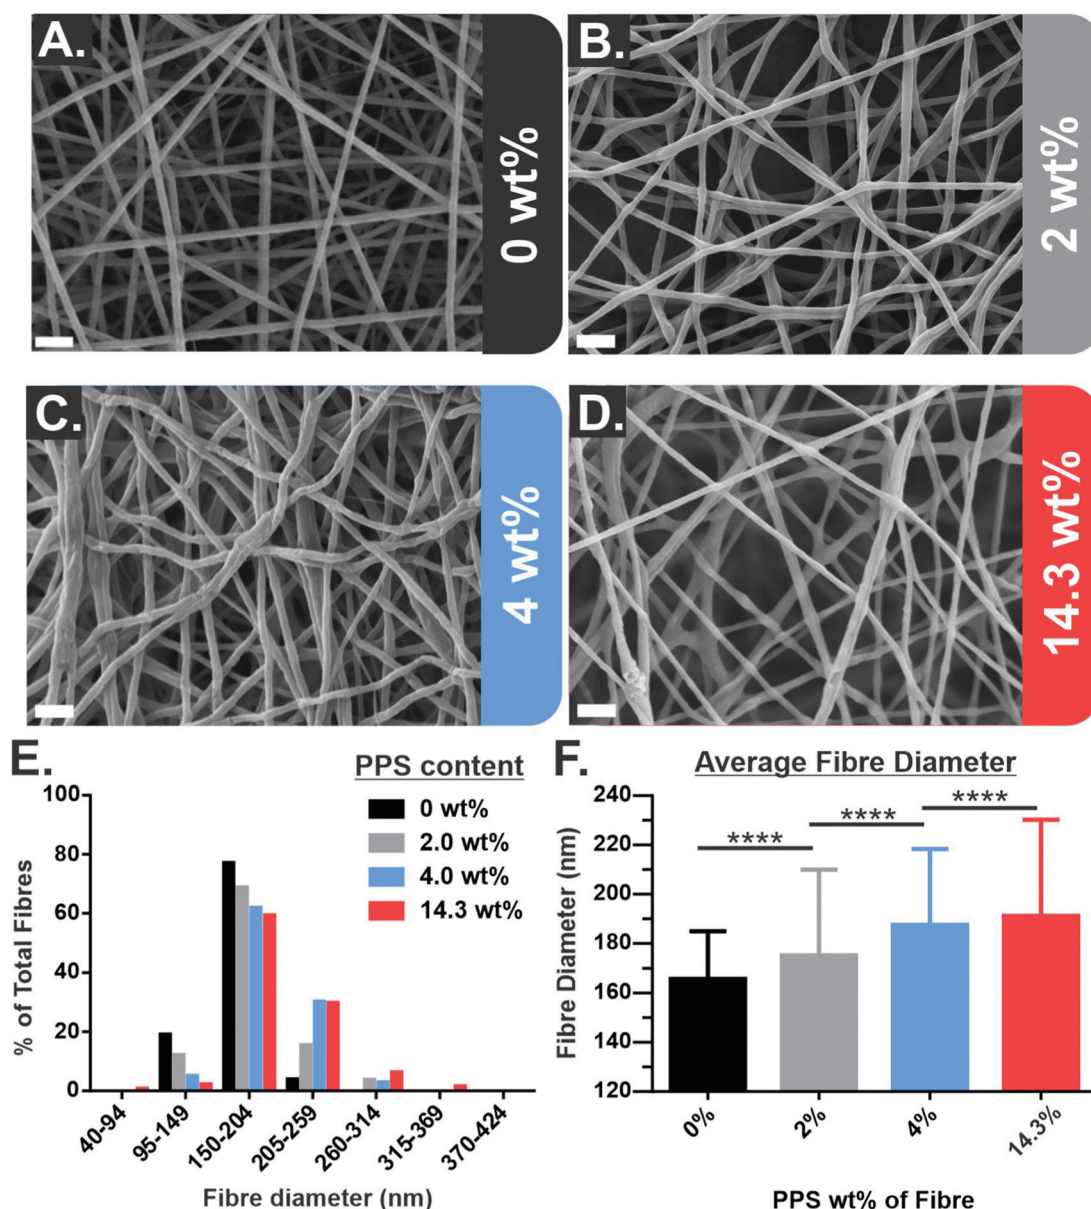 A.
0 wt%
B.
2 wt%
C.
4 wt%
D.
14.3 wt%
E.
PPS content
0 wt%
2.0 wt%
4.0 wt%
14.3 wt%
% of Total Fibres
100
80
60
40
20
0
40-94
95-149
150-204
205-259
260-314
315-369
370-424
Fibre diameter (nm)
F.
Average Fibre Diameter
Fibre Diameter (nm)
240
220
200
180
160
140
120
****
****
****
0%
2%
4%
14.3%
PPS wt% of Fibre